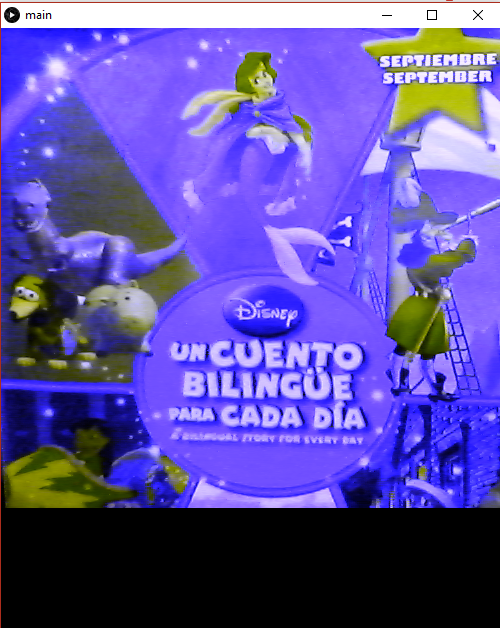 main
SEPTIEMBRE
SEPTEMBER
Disney
UN CUENTO
BILINGÜE
PARA CADA DÍA
A BILINGUAL STORY FOR EVERY DAY